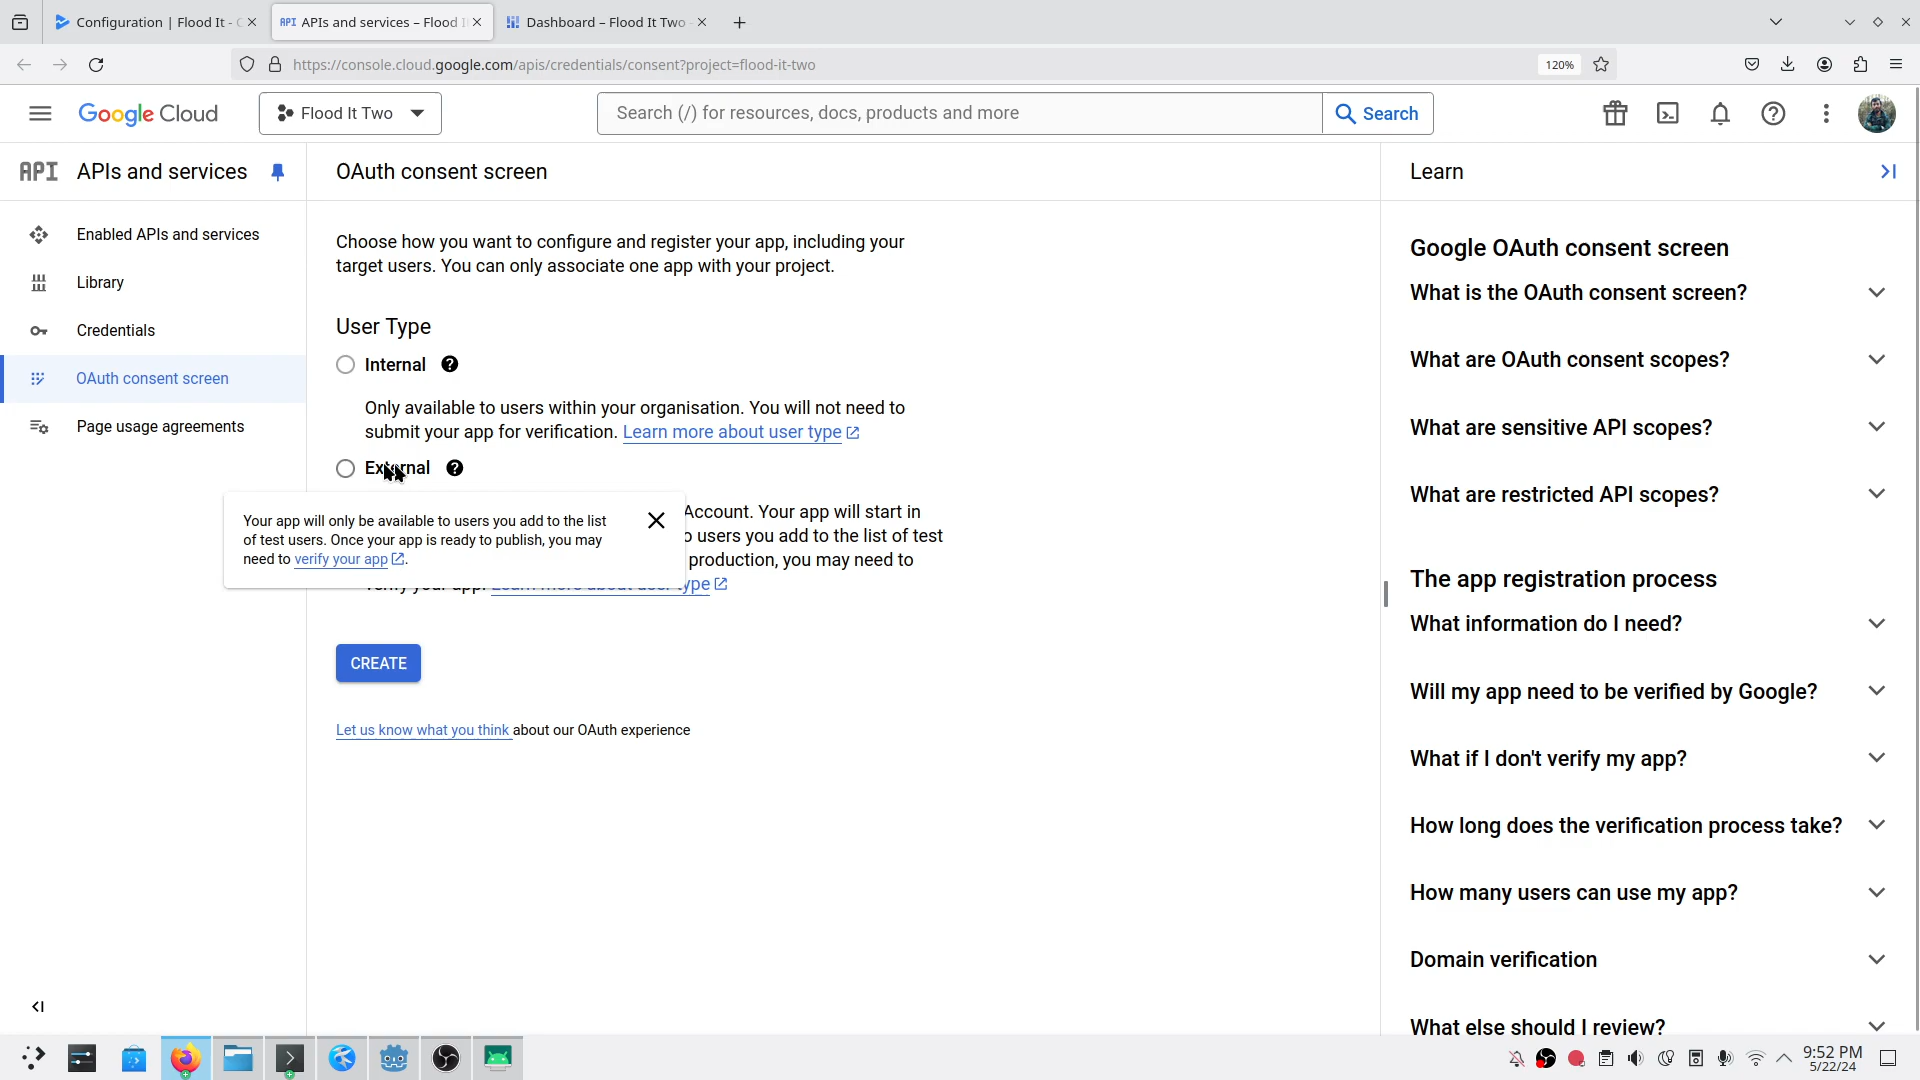 Configuration | Flood It -
APIs and services – Flood I
Dashboard – Flood It Two
https://console.cloud.google.com/apis/credentials/consent?project=flood-it-two
120%
Google Cloud
Flood It Two
Search (/) for resources, docs, products and more
Search
API
APIs and services
Enabled APIs and services
Library
Credentials
OAuth consent screen
Page usage agreements
OAuth consent screen
Choose how you want to configure and register your app, including your
target users. You can only associate one app with your project.
User Type
Internal
Only available to users within your organisation. You will not need to
submit your app for verification. Learn more about user type
External
Your app will only be available to users you add to the list
of test users. Once your app is ready to publish, you may
need to verify your app.
Account. Your app will start in
o users you add to the list of test
production, you may need to
verify your app. Learn more about user type
CREATE
Let us know what you think about our OAuth experience
Learn
Google OAuth consent screen
What is the OAuth consent screen?
What are OAuth consent scopes?
What are sensitive API scopes?
What are restricted API scopes?
The app registration process
What information do I need?
Will my app need to be verified by Google?
What if I don't verify my app?
How long does the verification process take?
How many users can use my app?
Domain verification
What else should I review?
9:52 PM
5/22/24